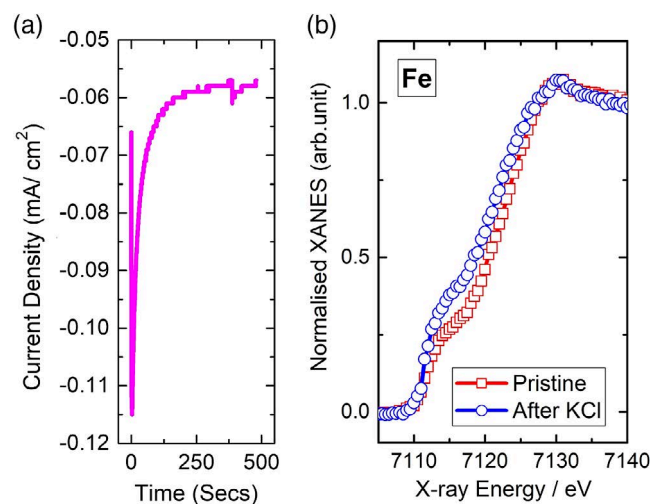 (a)
-0.05
-0.06
-0.07
-0.08
-0.09
-0.10
-0.11
-0.12
Current Density (mA/ cm²)
0 250 500
Time (Secs)
(b)
Fe
1.0
0.5
0.0
Normalised XANES (arb.unit)
Pristine
After KCl
7110 7120 7130 7140
X-ray Energy / eV